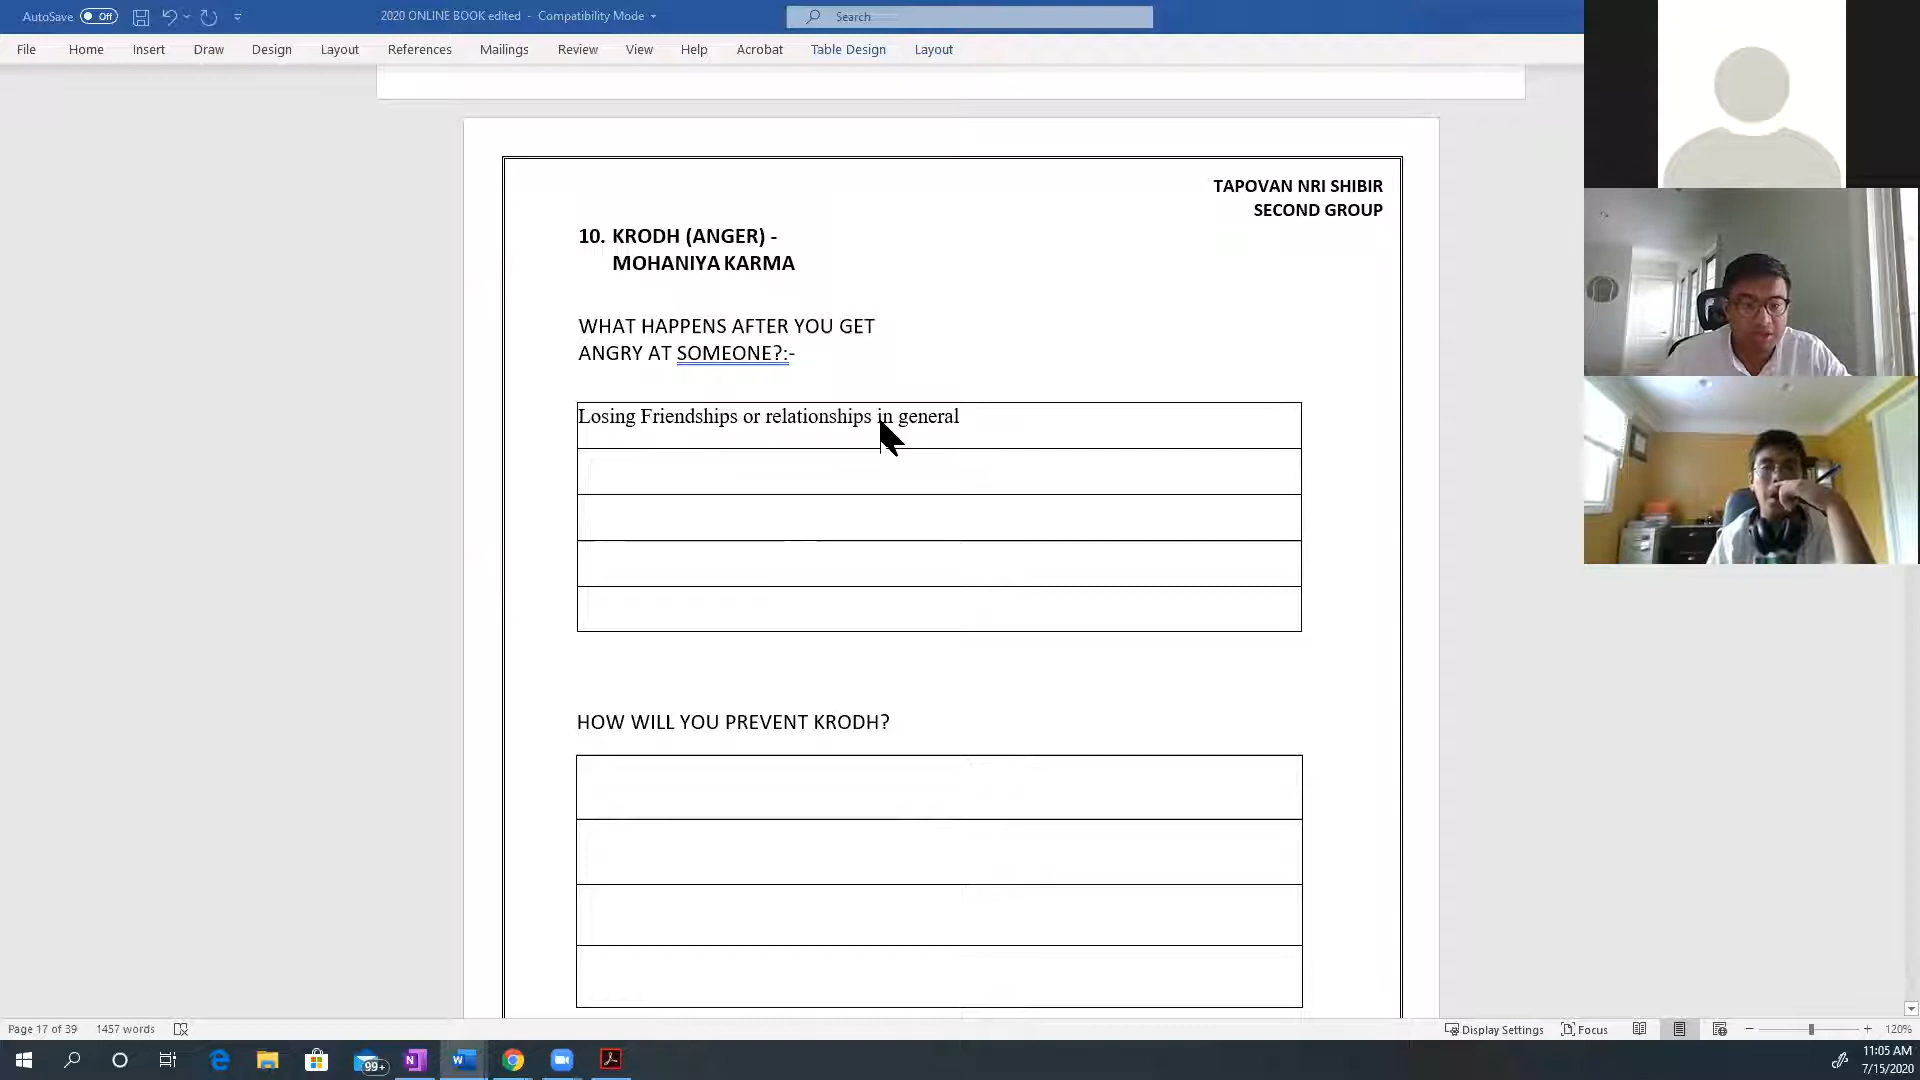 AutoSave Off 2020 ONLINE BOOK edited - Compatibility Mode Search
File Home Insert Draw Design Layout References Mailings Review View Help Acrobat Table Design Layout
TAPOVAN NRI SHIBIR
SECOND GROUP
10. KRODH (ANGER) -
MOHANIYA KARMA
WHAT HAPPENS AFTER YOU GET
ANGRY AT SOMEONE?:-
Losing Friendships or relationships in general
HOW WILL YOU PREVENT KRODH?
Page 17 of 39 1457 words Display Settings Focus 120%
99+ 11:05 AM
7/15/2020